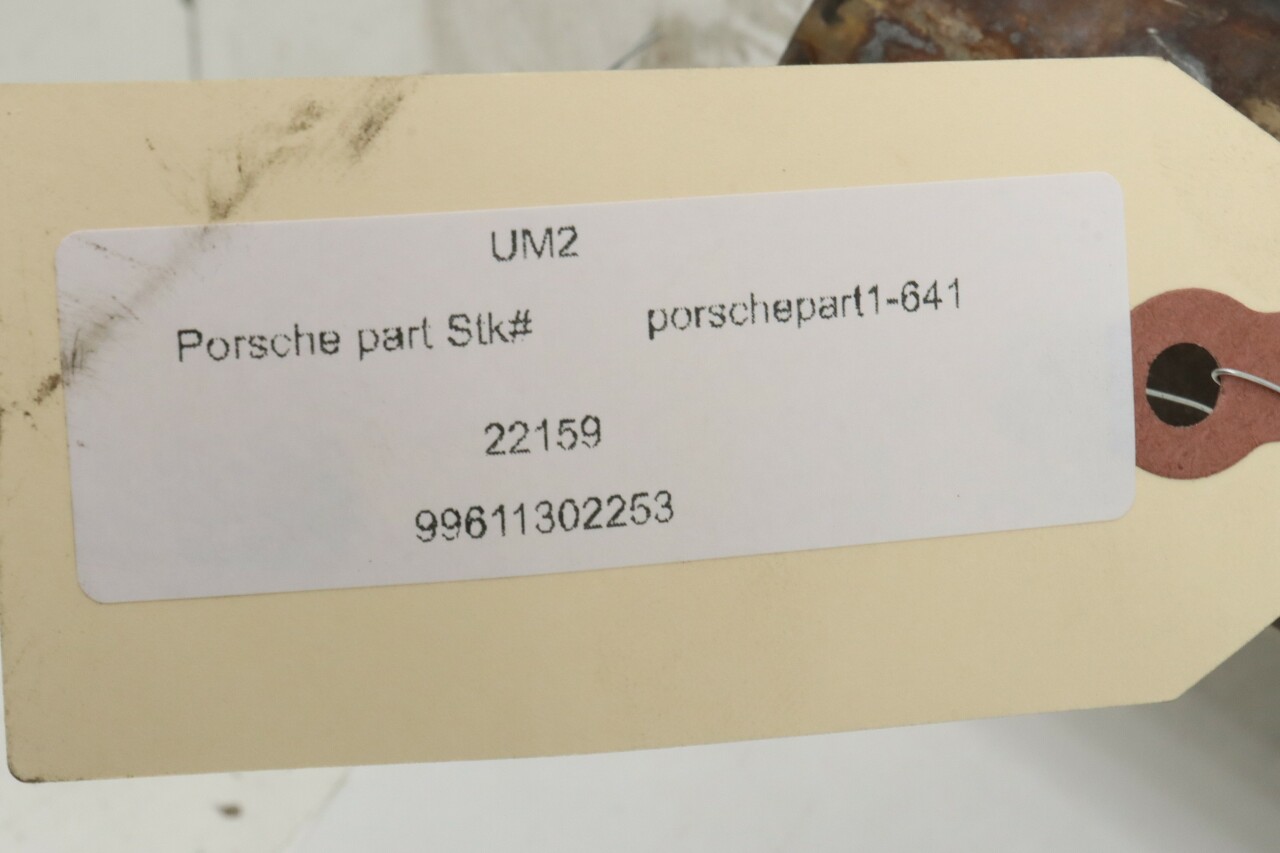 UM2
Porsche part Stk# porschepart1-641
22159
99611302253